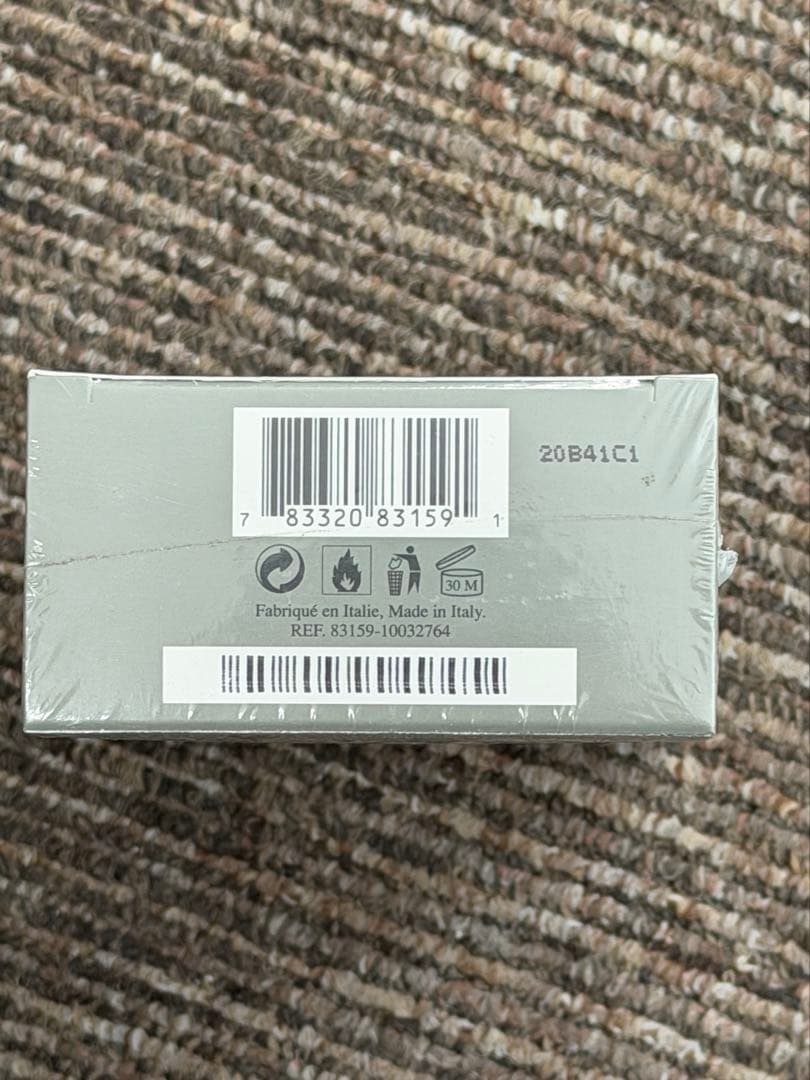 20B41C1
7 83320 83159 1
30 M
Fabriqué en Italie, Made in Italy.
REF. 83159-10032764